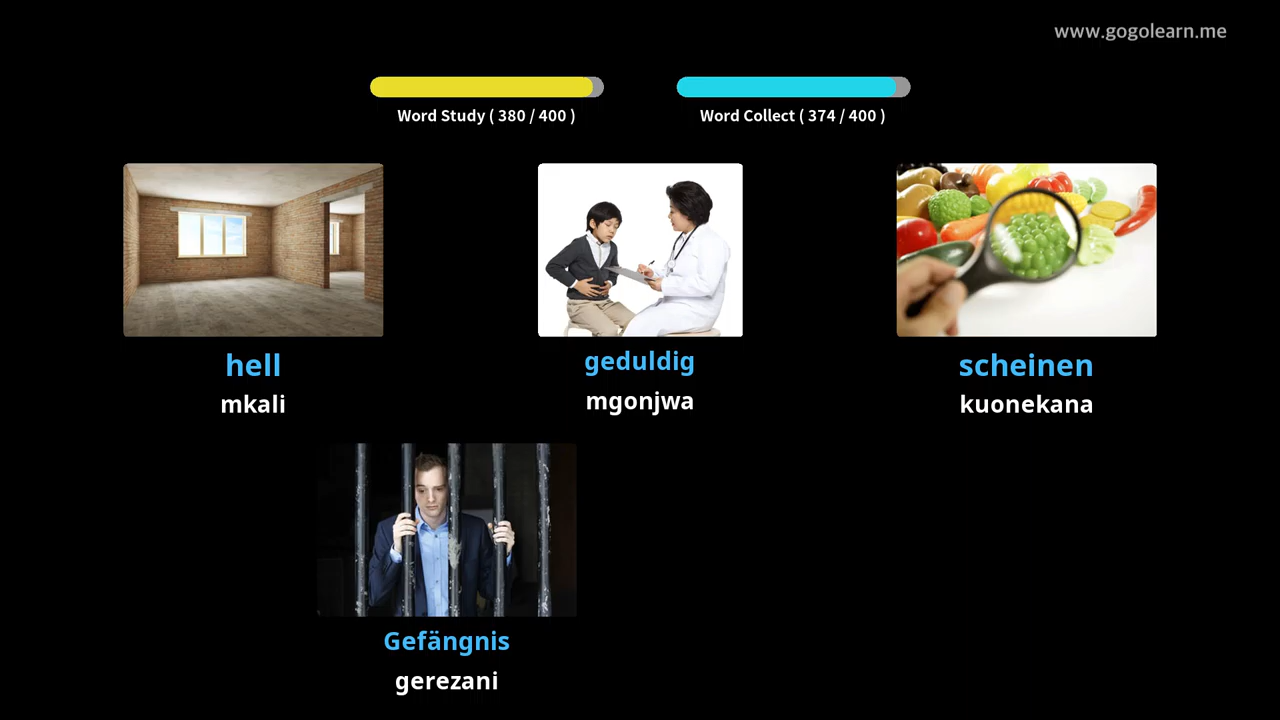 www.gogolearn.me
Word Study ( 380 / 400 )
Word Collect ( 374 / 400 )
hell
mkali
geduldig
mgonjwa
scheinen
kuonekana
Gefängnis
gerezani